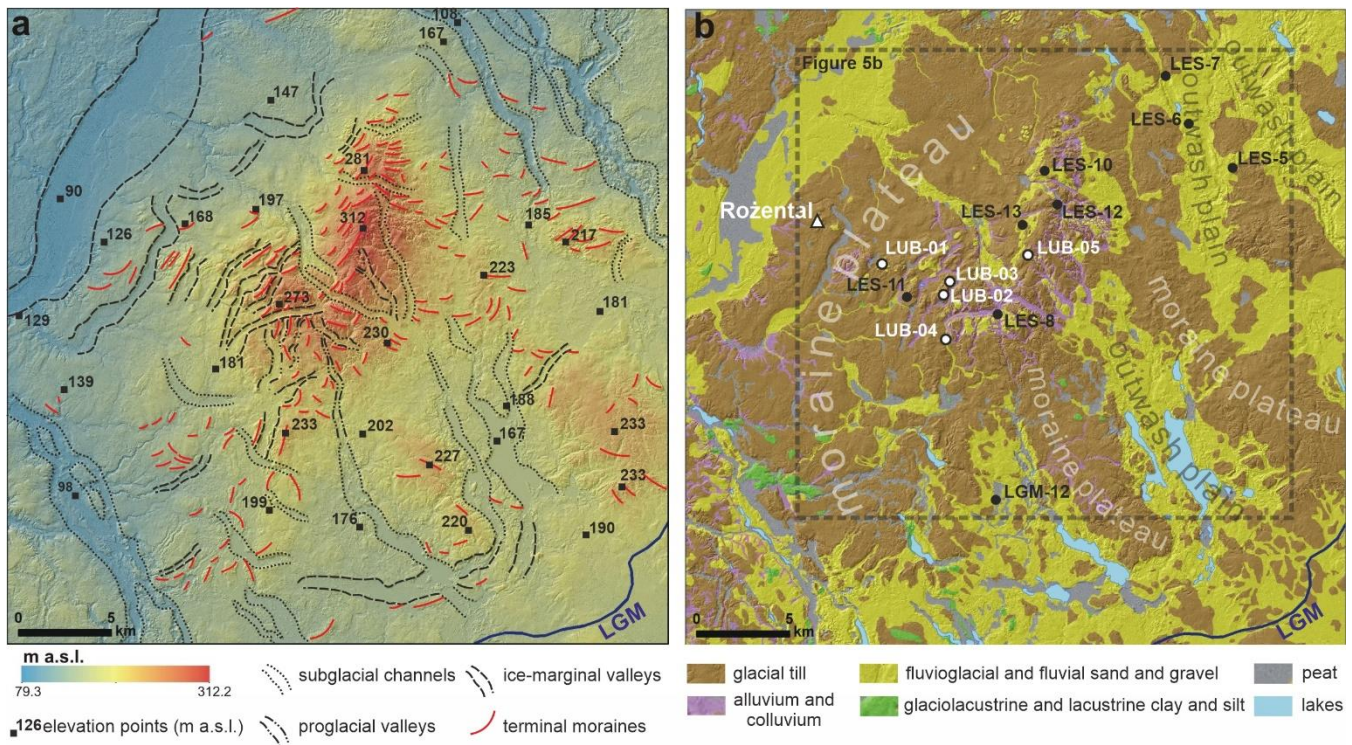 a
108
167
147
281
90
197
312
185
168
126
217
223
273
181
129
230
181
139
188
233
202
167
233
227
98
233
199
176
220
190
LGM
0 5
km
b
Figure 5b
LES-7
outwash plain
outwash plain
LES-6
LES-5
LES-10
moraine plateau
LES-12
Rożental
LES-13
LUB-01
LUB-05
LUB-03
LES-11
LUB-02
LES-8
LUB-04
moraine plateau
outwash plain
moraine plateau
LGM-12
LGM
0 5
km
m a.s.l.
79.3 312.2
subglacial channels
ice-marginal valleys
126 elevation points (m a.s.l.)
proglacial valleys
terminal moraines
glacial till
fluvioglacial and fluvial sand and gravel
peat
alluvium and
colluvium
glaciolacustrine and lacustrine clay and silt
lakes